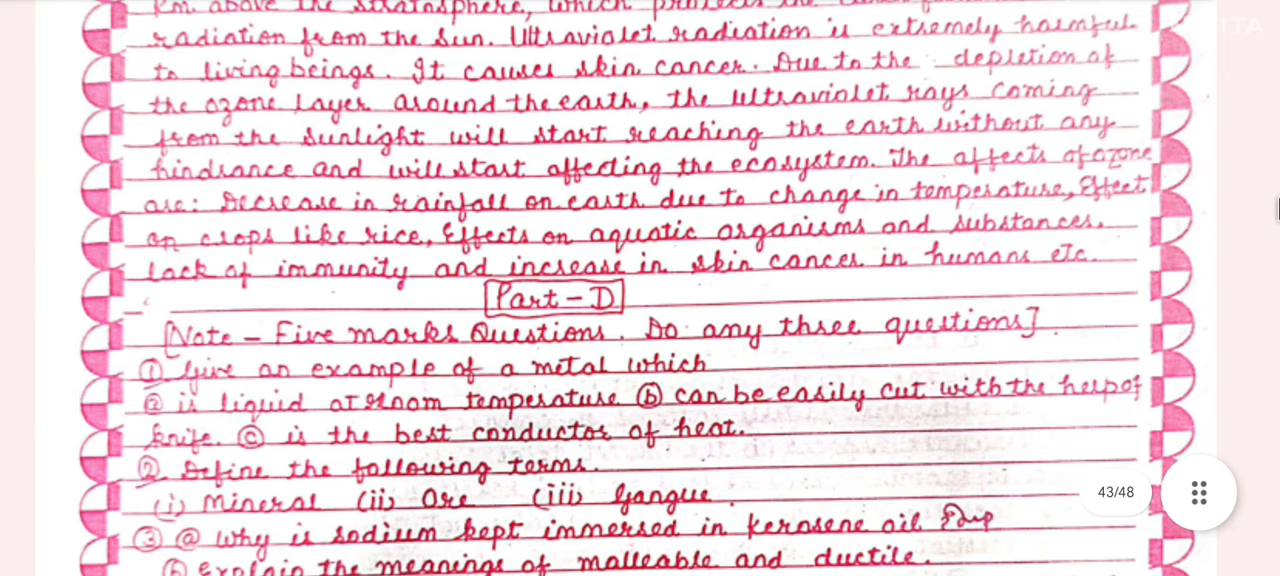 Km. above the stratosphere, which protects the
radiation from the Sun. Ultraviolet radiation is extremely harmful
to living beings. It causes skin cancer. Due to the depletion of
the ozone layer around the earth, the ultraviolet rays coming
from the sunlight will start reaching the earth without any
hindrance and will start affecting the ecosystem. The affects of ozone
are: Decrease in rainfall on earth due to change in temperature, Effect
on crops like rice, Effects on aquatic organisms and substances,
lack of immunity and increase in skin cancer in humans etc.
Part-D
[Note - Five marks Questions. Do any three questions].
① Give an example of a metal which
ⓐ is liquid at room temperature ⓑ can be easily cut with the help of
knife. ⓒ is the best conductor of heat.
② Define the following terms.
(i) Mineral (ii) Ore (iii) Gangue.
43/48
③ ⓐ Why is sodium kept immersed in kerosene oil
ⓑ explain the meanings of malleable and ductile.